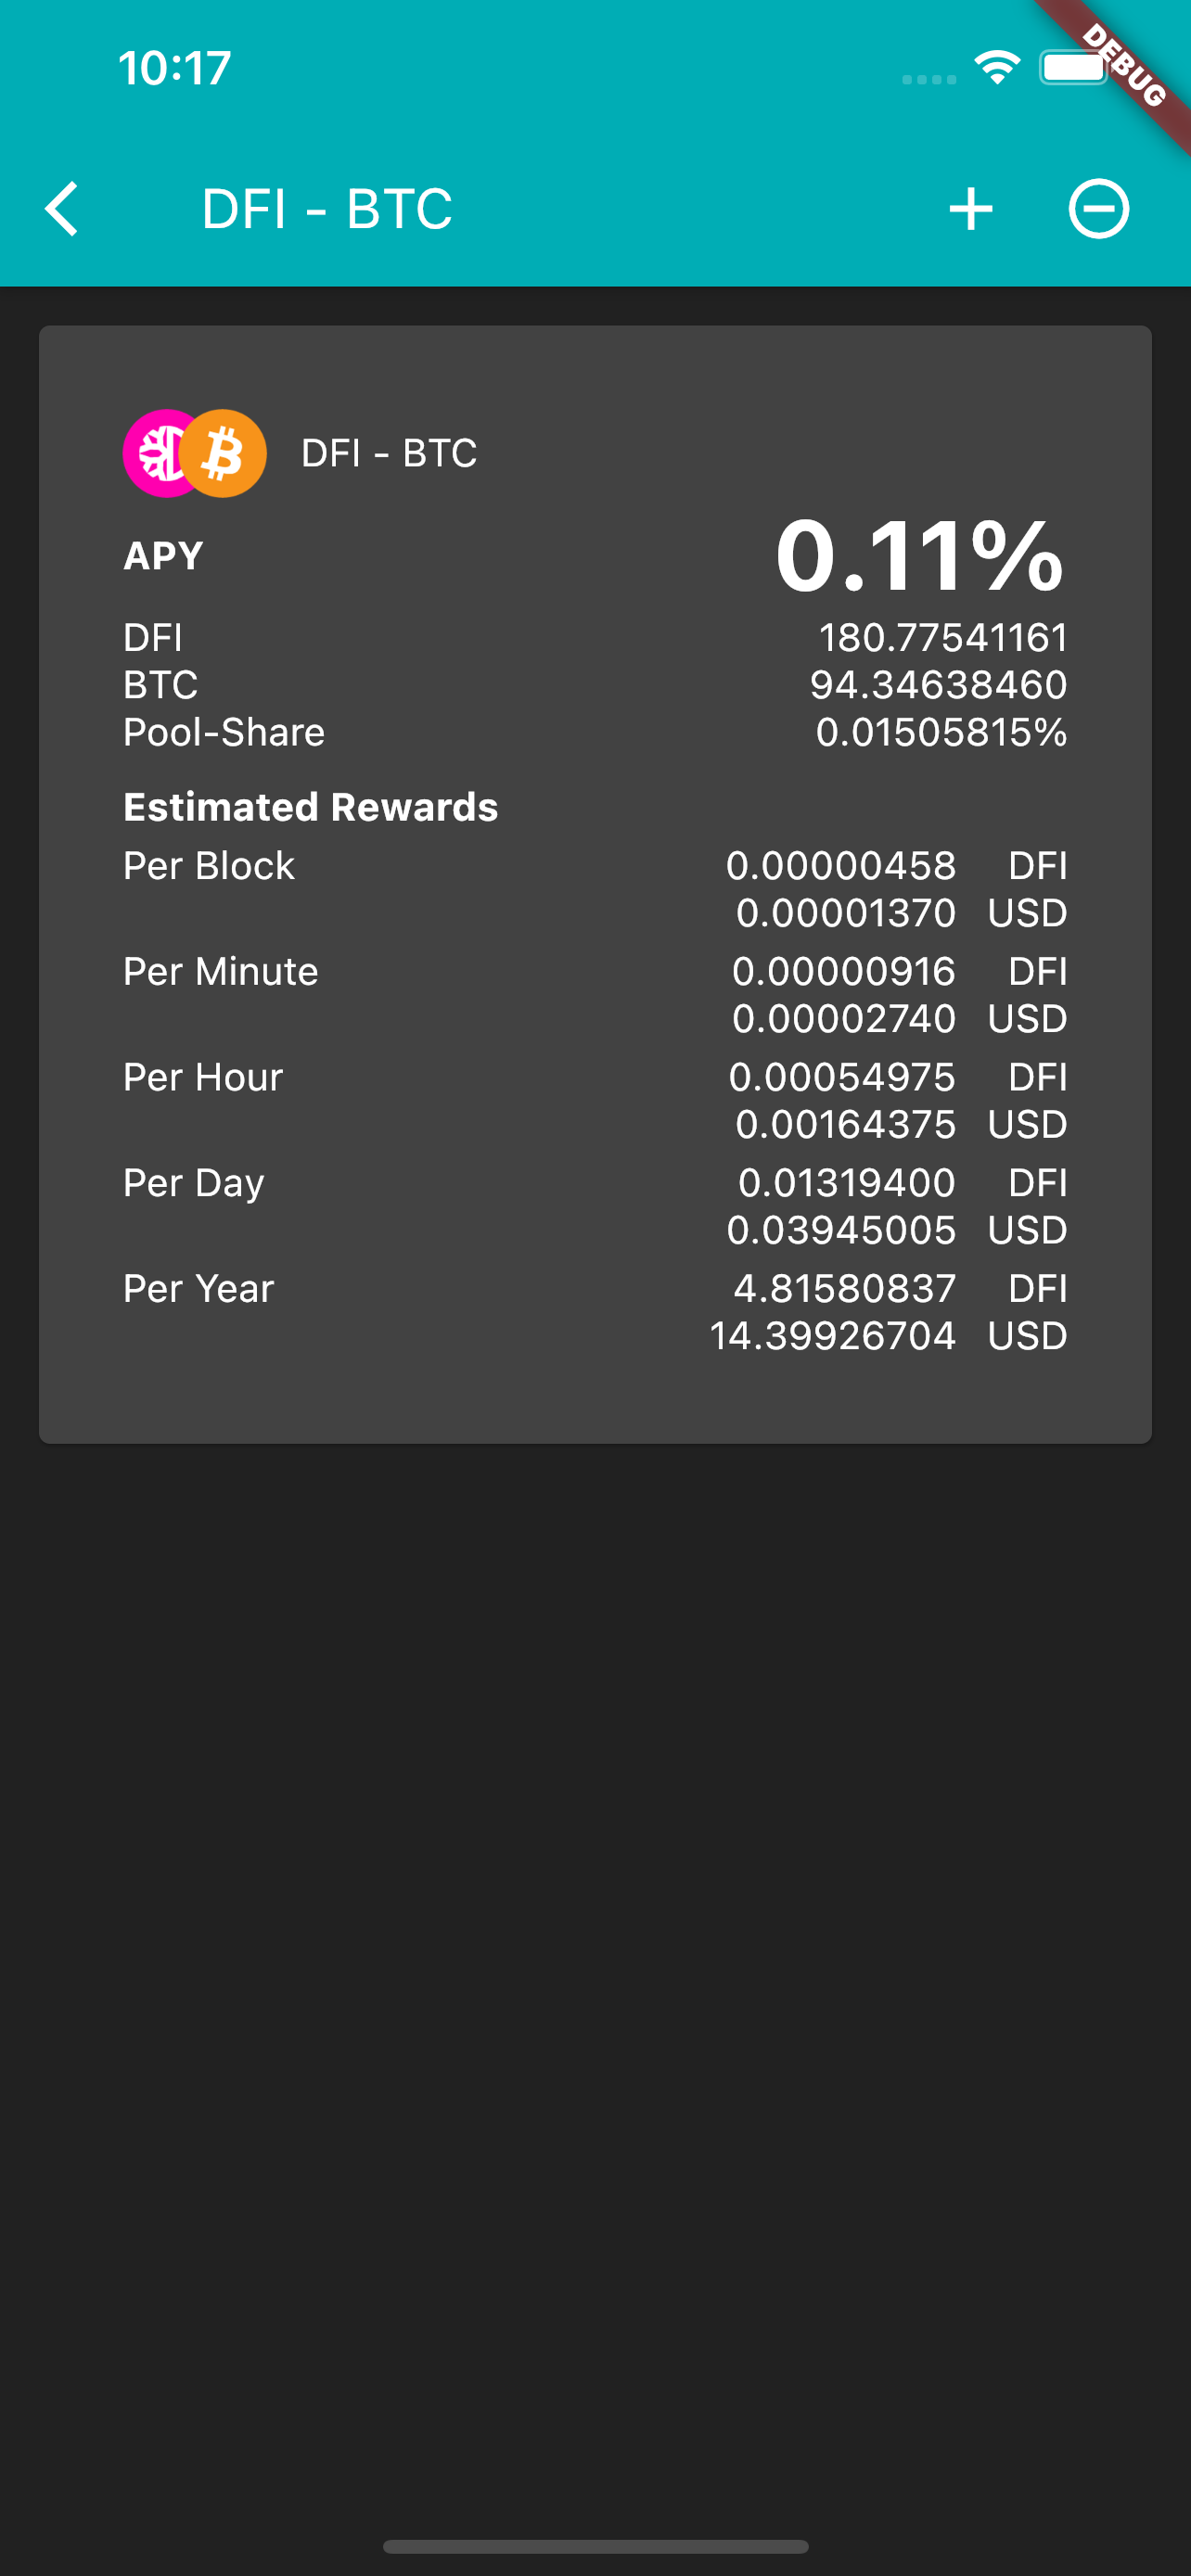 10:17
DEBUG
DFI - BTC
DFI - BTC
APY 0.11%
DFI 180.77541161
BTC 94.34638460
Pool-Share 0.01505815%
Estimated Rewards
Per Block 0.00000458 DFI
0.00001370 USD
Per Minute 0.00000916 DFI
0.00002740 USD
Per Hour 0.00054975 DFI
0.00164375 USD
Per Day 0.01319400 DFI
0.03945005 USD
Per Year 4.81580837 DFI
14.39926704 USD